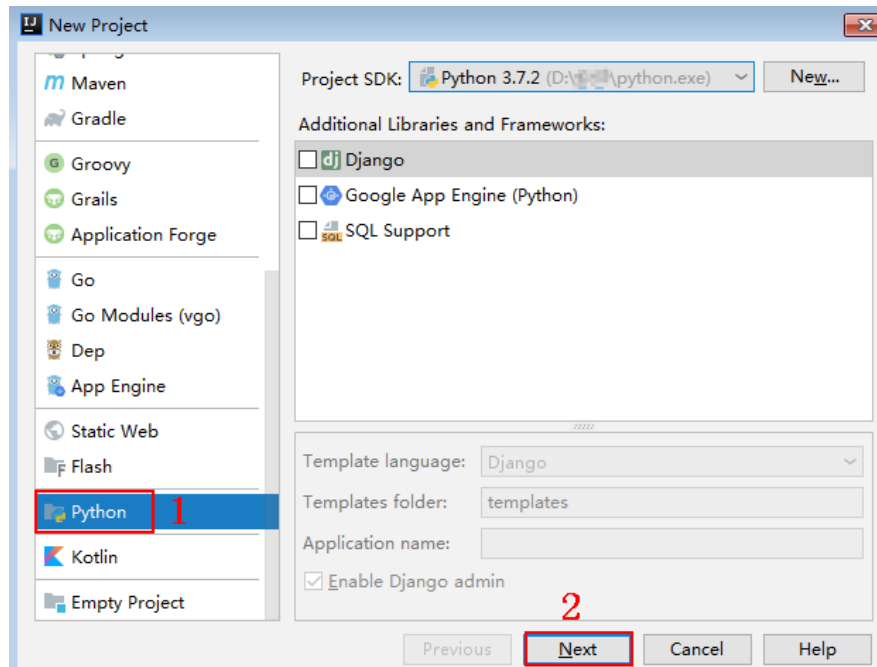 New Project
Maven
Gradle
Groovy
Grails
Application Forge
Go
Go Modules (vgo)
Dep
App Engine
Static Web
Flash
Python
1
Kotlin
Empty Project
Project SDK: Python 3.7.2 (D:\ \python.exe)
New...
Additional Libraries and Frameworks:
dj Django
Google App Engine (Python)
SQL SQL Support
Template language: Django
Templates folder: templates
Application name:
Enable Django admin
2
Previous Next Cancel Help